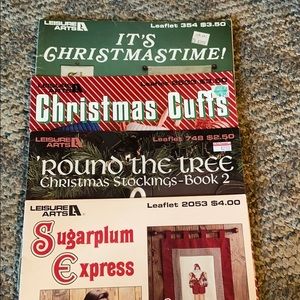 LEISURE
ARTS
Leaflet 354 $3.50
IT'S
CHRISTMASTIME!
Christmas Cuffs
LEISURE
ARTS
Leaflet 748 $2.50
'ROUND THE TREE
Christmas Stockings-Book 2
LEISURE
ARTS
Leaflet 2053 $4.00
Sugarplum
Express